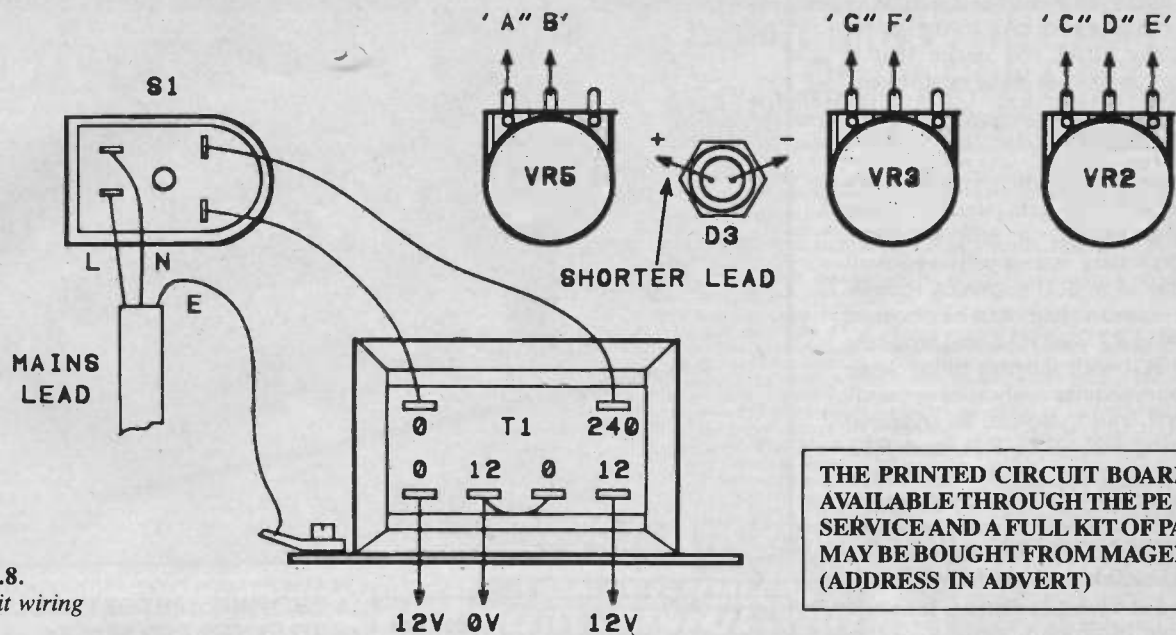 'A" B'
'G" F'
'C" D" E'
S1
+
-
VR5
VR3
VR2
D3
SHORTER LEAD
L
N
E
MAINS
LEAD
0
T1
240
0
12
0
12
12V
0V
12V
.8.
it wiring
THE PRINTED CIRCUIT BOAR
AVAILABLE THROUGH THE PE
SERVICE AND A FULL KIT OF PA
MAY BE BOUGHT FROM MAGE
(ADDRESS IN ADVERT)